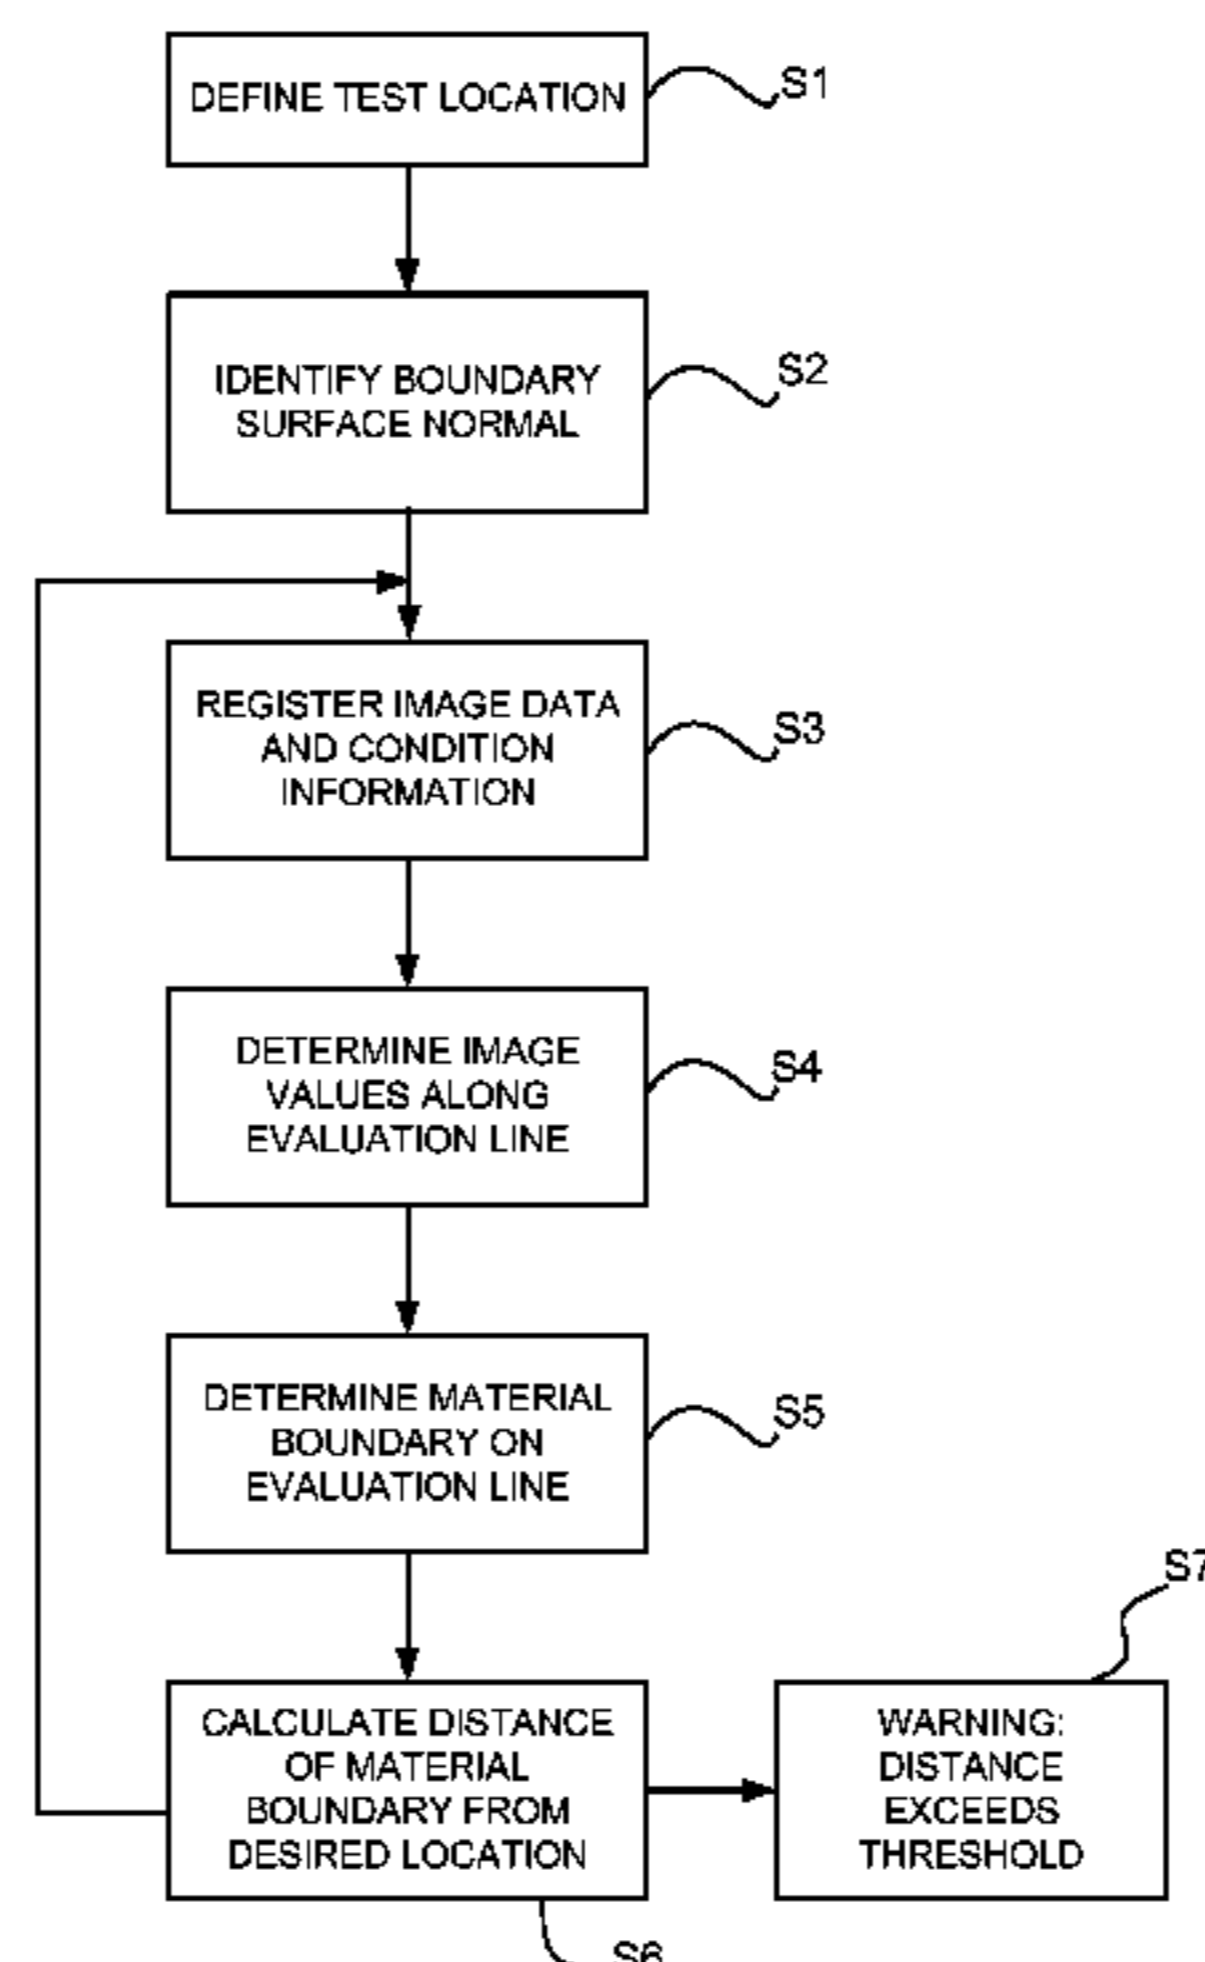 DEFINE TEST LOCATION
S1
IDENTIFY BOUNDARY
SURFACE NORMAL
S2
REGISTER IMAGE DATA
AND CONDITION
INFORMATION
S3
DETERMINE IMAGE
VALUES ALONG
EVALUATION LINE
S4
DETERMINE MATERIAL
BOUNDARY ON
EVALUATION LINE
S5
CALCULATE DISTANCE
OF MATERIAL
BOUNDARY FROM
DESIRED LOCATION
S6
WARNING:
DISTANCE
EXCEEDS
THRESHOLD
S7